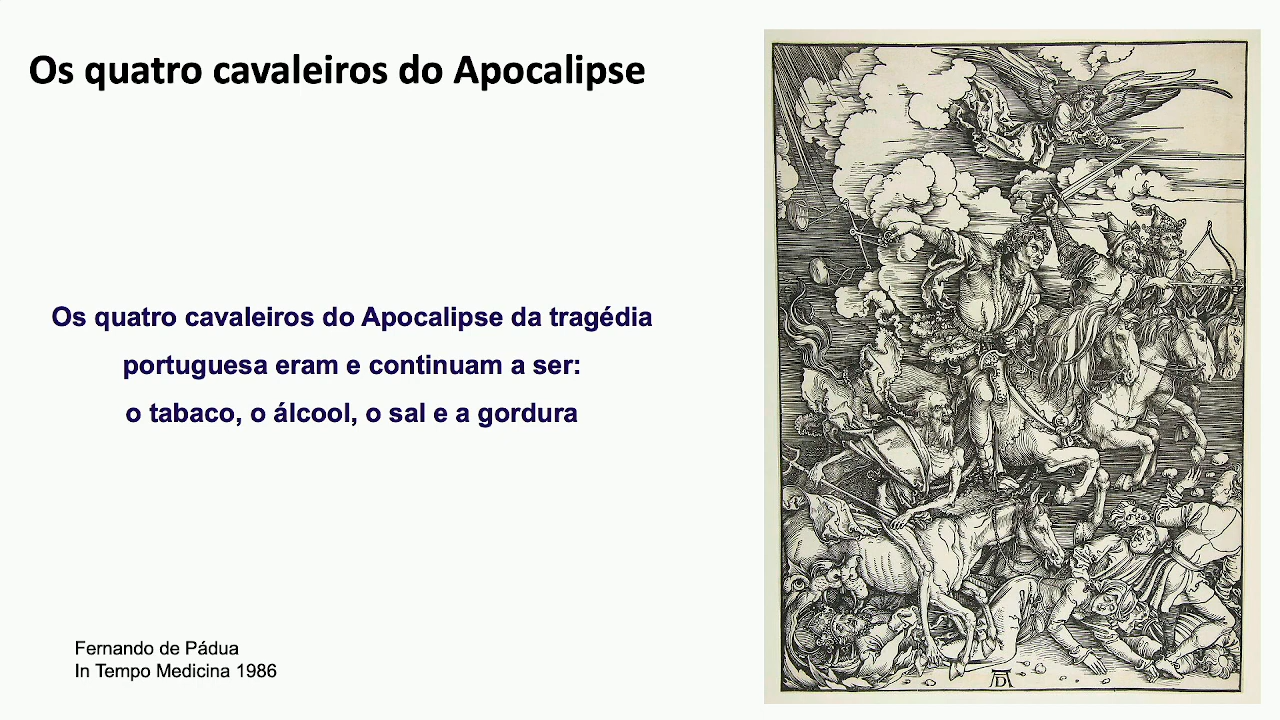 Os quatro cavaleiros do Apocalipse
Os quatro cavaleiros do Apocalipse da tragédia
portuguesa eram e continuam a ser:
o tabaco, o álcool, o sal e a gordura
Fernando de Pádua
In Tempo Medicina 1986
AD